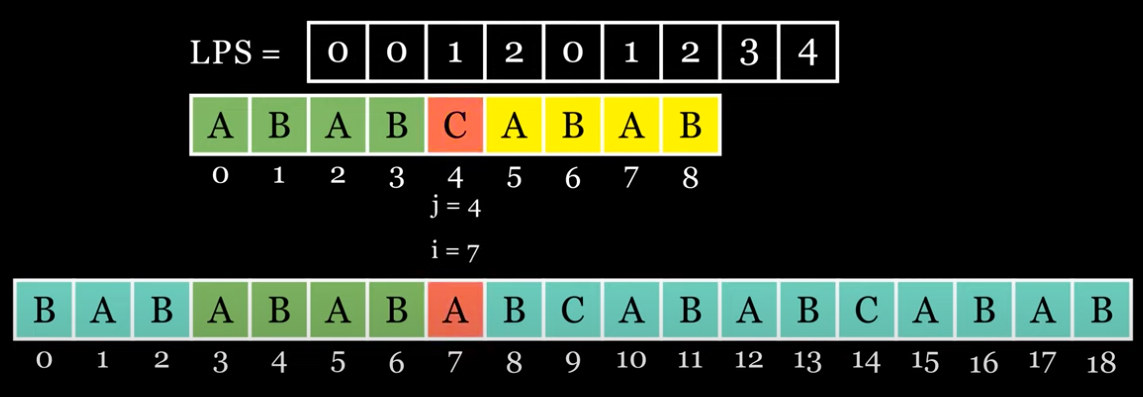 LPS = 0 0 1 2 0 1 2 3 4
A B A B C A B A B
0 1 2 3 4 5 6 7 8
j = 4
i = 7
B A B A B A B A B C A B A B C A B A B
0 1 2 3 4 5 6 7 8 9 10 11 12 13 14 15 16 17 18